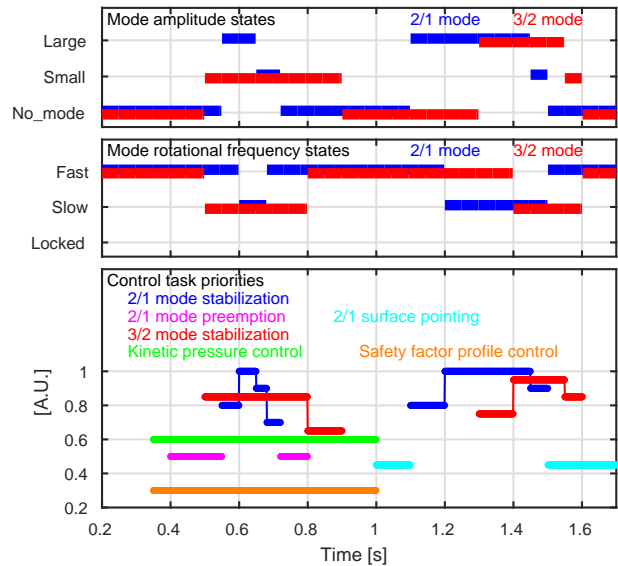 Mode amplitude states 2/1 mode 3/2 mode
Large
Small
No_mode
Mode rotational frequency states 2/1 mode 3/2 mode
Fast
Slow
Locked
Control task priorities
2/1 mode stabilization
2/1 mode preemption 2/1 surface pointing
3/2 mode stabilization
Kinetic pressure control Safety factor profile control
[A.U.]
1
0.8
0.6
0.4
0.2
0.2 0.4 0.6 0.8 1 1.2 1.4 1.6
Time [s]